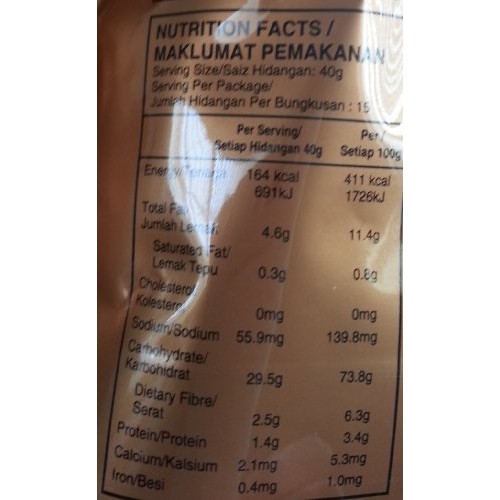 NUTRITION FACTS /
MAKLUMAT PEMAKANAN
Serving Size/Saiz Hidangan: 40g
Serving Per Package/
Jumlah Hidangan Per Bungkusan : 15
Per Serving/ Per /
Setiap Hidangan 40g Setiap 100g
Energy/Tenaga 164 kcal 411 kcal
691kJ 1726kJ
Total Fat/
Jumlah Lemak 4.6g 11.4g
Saturated Fat/
Lemak Tepu 0.3g 0.8g
Cholesterol/
Kolesterol 0mg 0mg
Sodium/Sodium 55.9mg 139.8mg
Carbohydrate/
Karbohidrat 29.5g 73.8g
Dietary Fibre/
Serat 2.5g 6.3g
Protein/Protein 1.4g 3.4g
Calcium/Kalsium 2.1mg 5.3mg
Iron/Besi 0.4mg 1.0mg